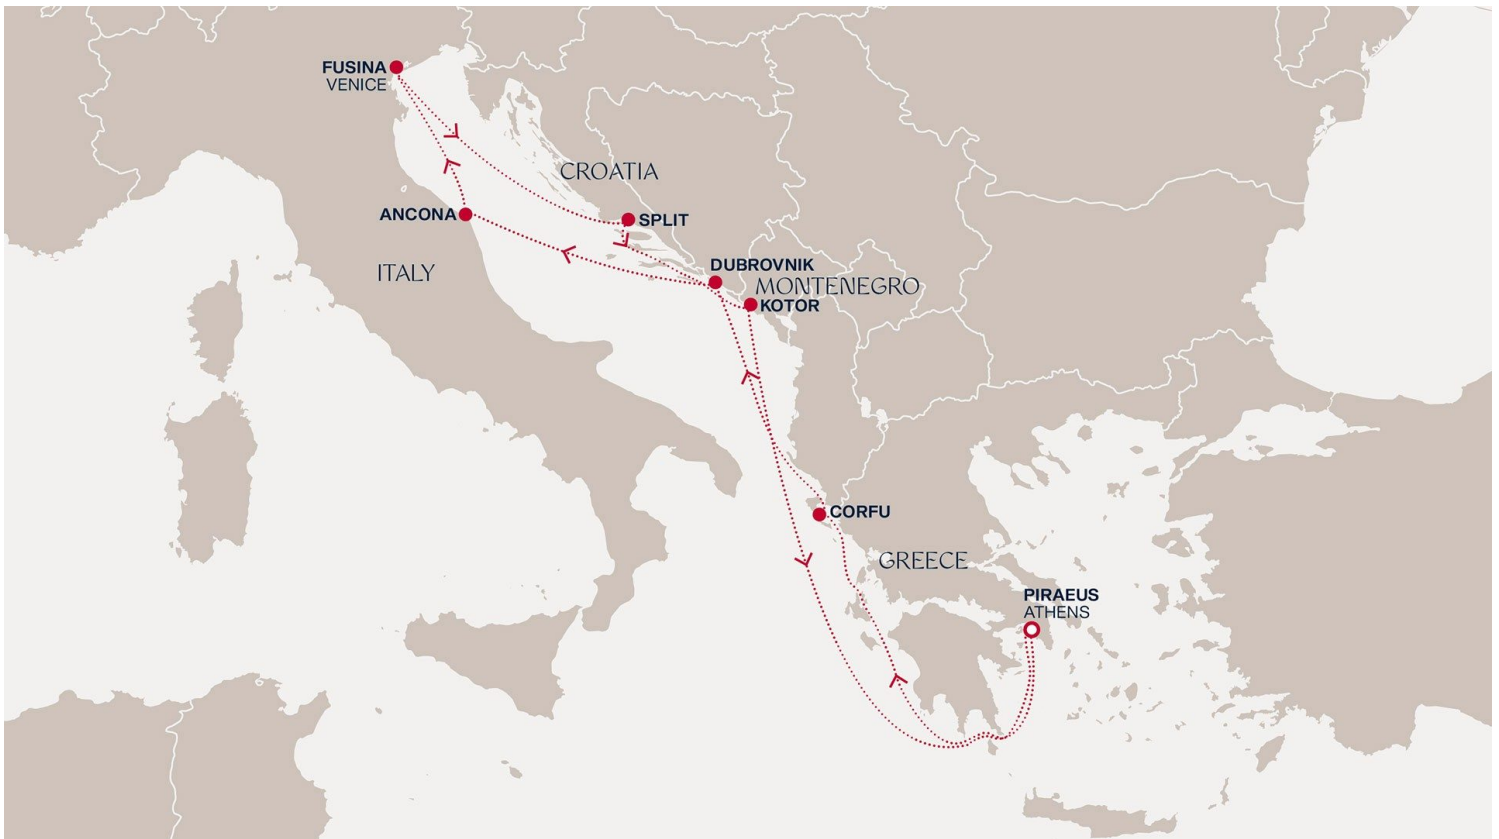 FUSINA
VENICE
CROATIA
ANCONA
SPLIT
ITALY
DUBROVNIK
MONTENEGRO
KOTOR
CORFU
GREECE
PIRAEUS
ATHENS